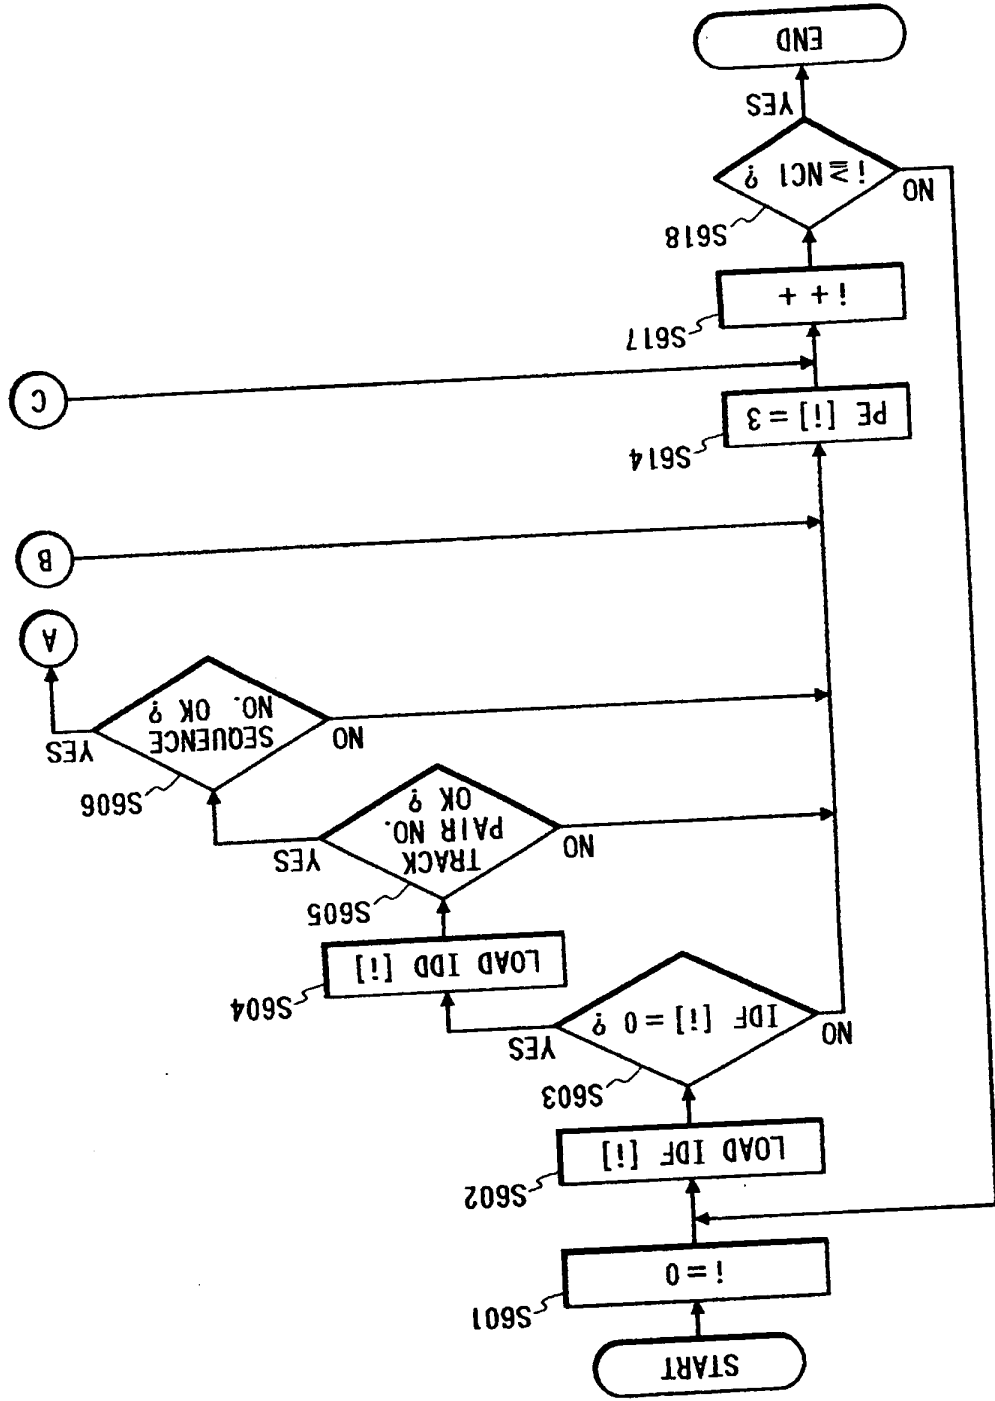 START
S601
i=0
S602
LOAD IDF [i]
S603
IDF [i]=0 ?
YES
NO
S604
LOAD IDD [i]
S605
TRACK
PAIR NO.
OK ?
YES
NO
S606
SEQUENCE
NO. OK ?
YES
NO
A
B
S614
PE [i]=3
C
S617
i++
S618
i≧NC1 ?
NO
YES
END